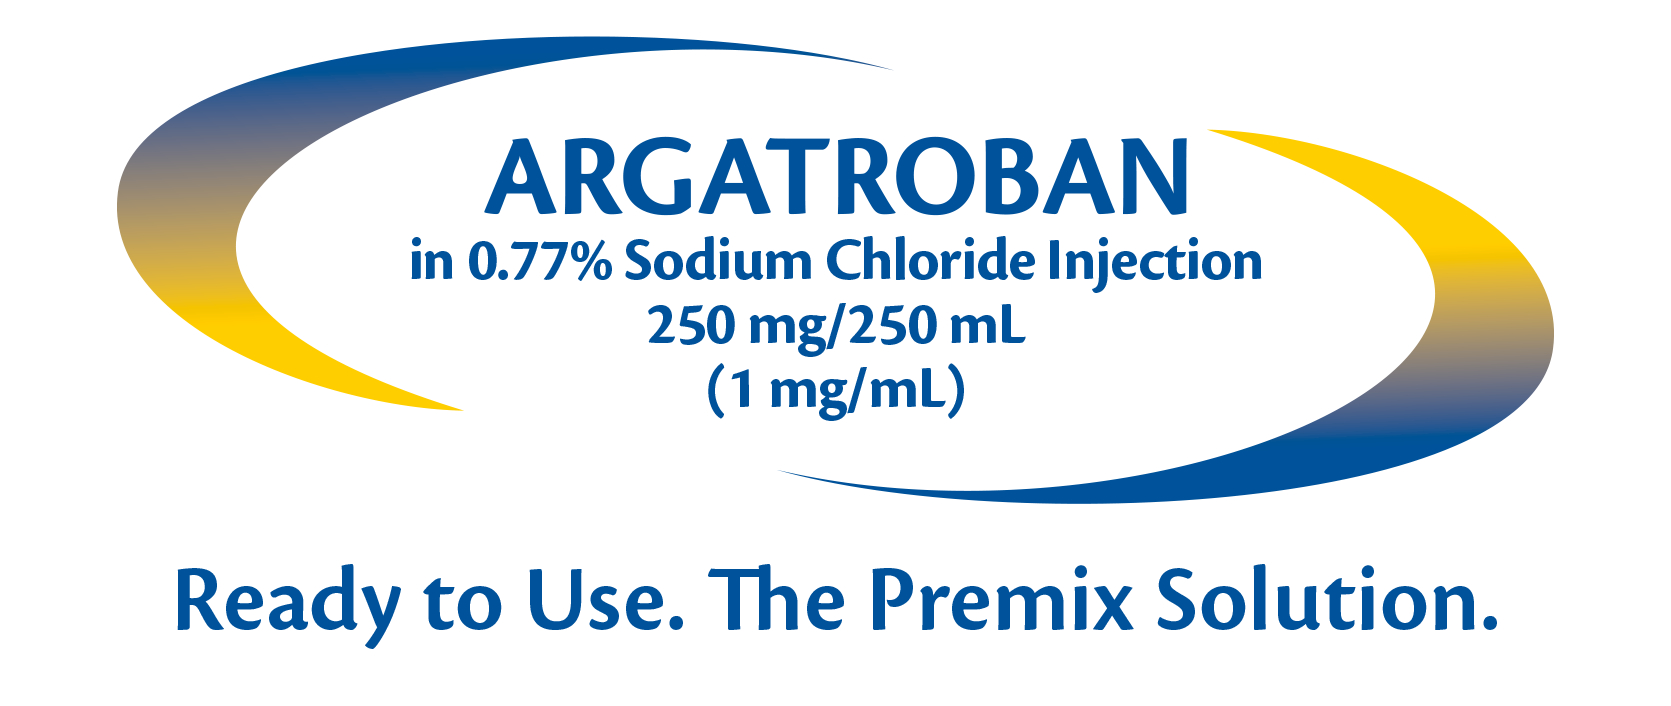 ARGATROBAN
in 0.77% Sodium Chloride Injection
250 mg/250 mL
(1 mg/mL)
Ready to Use. The Premix Solution.